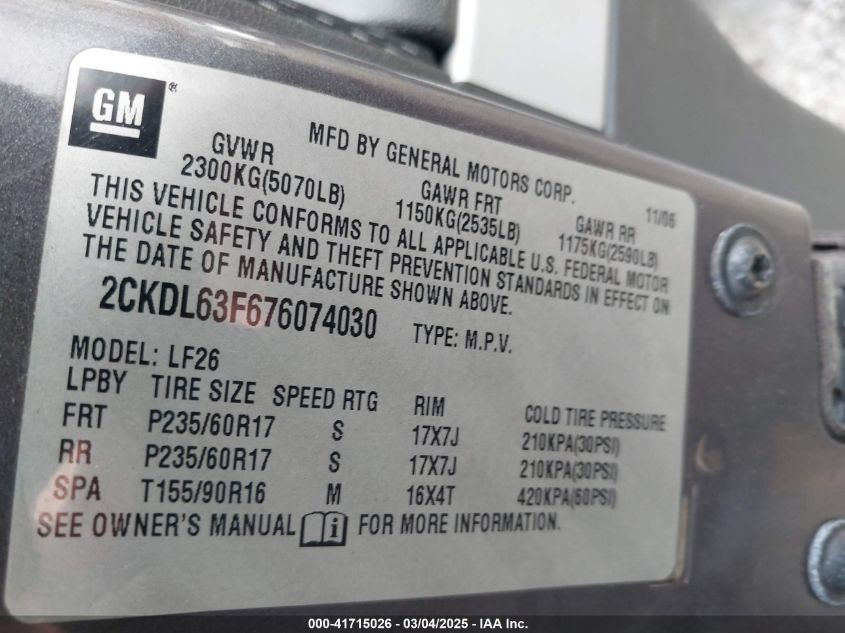 GM®
MFD BY GENERAL MOTORS CORP. 11/06
GVWR GAWR FRT GAWR RR
2300KG(5070LB) 1150KG(2535LB) 1175KG(2590LB)
THIS VEHICLE CONFORMS TO ALL APPLICABLE U.S. FEDERAL MOTOR
VEHICLE SAFETY AND THEFT PREVENTION STANDARDS IN EFFECT ON
THE DATE OF MANUFACTURE SHOWN ABOVE.
2CKDL63F676074030 TYPE: M.P.V.
MODEL: LF26
LPBY TIRE SIZE SPEED RTG RIM COLD TIRE PRESSURE
FRT P235/60R17 S 17X7J 210KPA(30PSI)
RR P235/60R17 S 17X7J 210KPA(30PSI)
SPA T155/90R16 M 16X4T 420KPA(60PSI)
SEE OWNER'S MANUAL i FOR MORE INFORMATION.
000-41715026 - 03/04/2025 - IAA Inc.